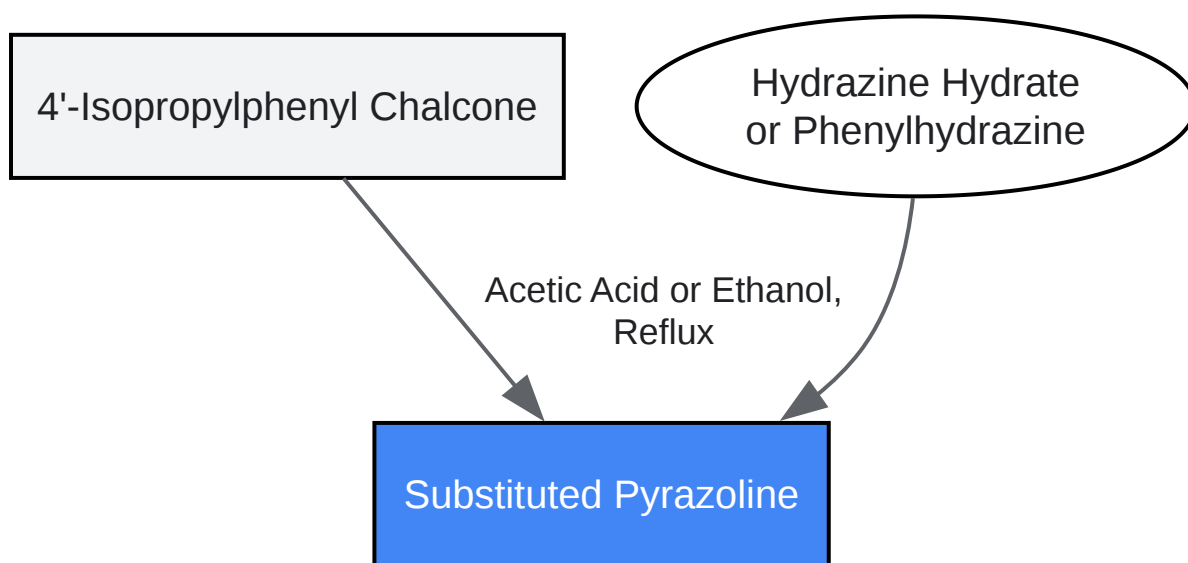 4'-Isopropylphenyl Chalcone
Hydrazine Hydrate
or Phenylhydrazine
Acetic Acid or Ethanol,
Reflux
Substituted Pyrazoline